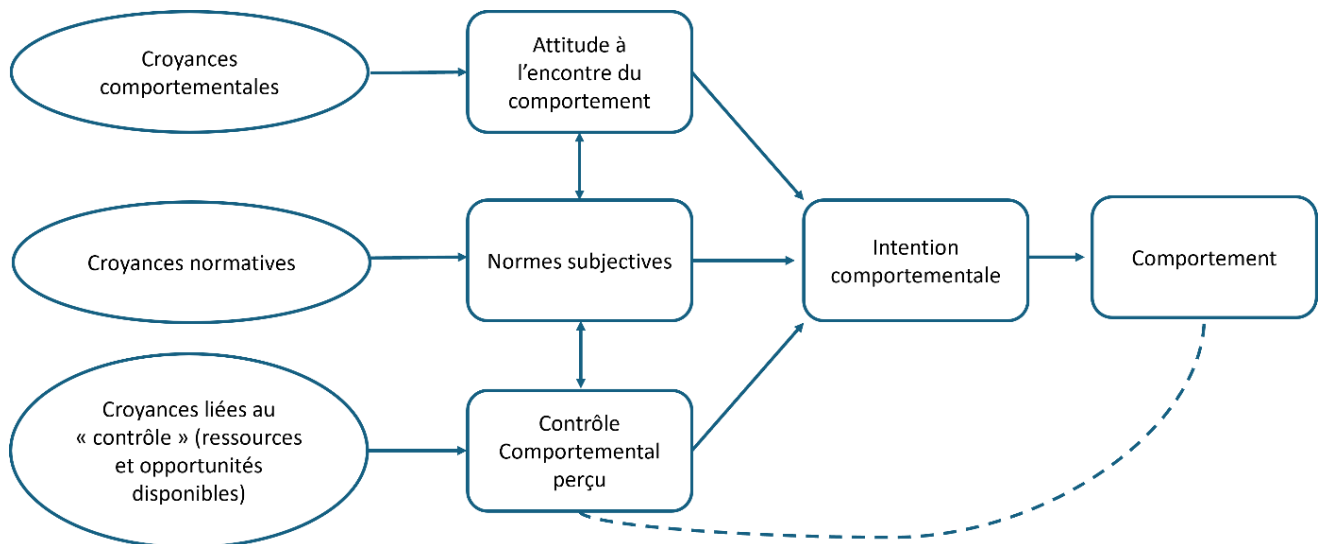 Croyances
comportementales
Attitude à
l'encontre du
comportement
Croyances normatives
Normes subjectives
Intention
comportementale
Comportement
Croyances liées au
« contrôle » (ressources
et opportunités
disponibles)
Contrôle
Comportemental
perçu